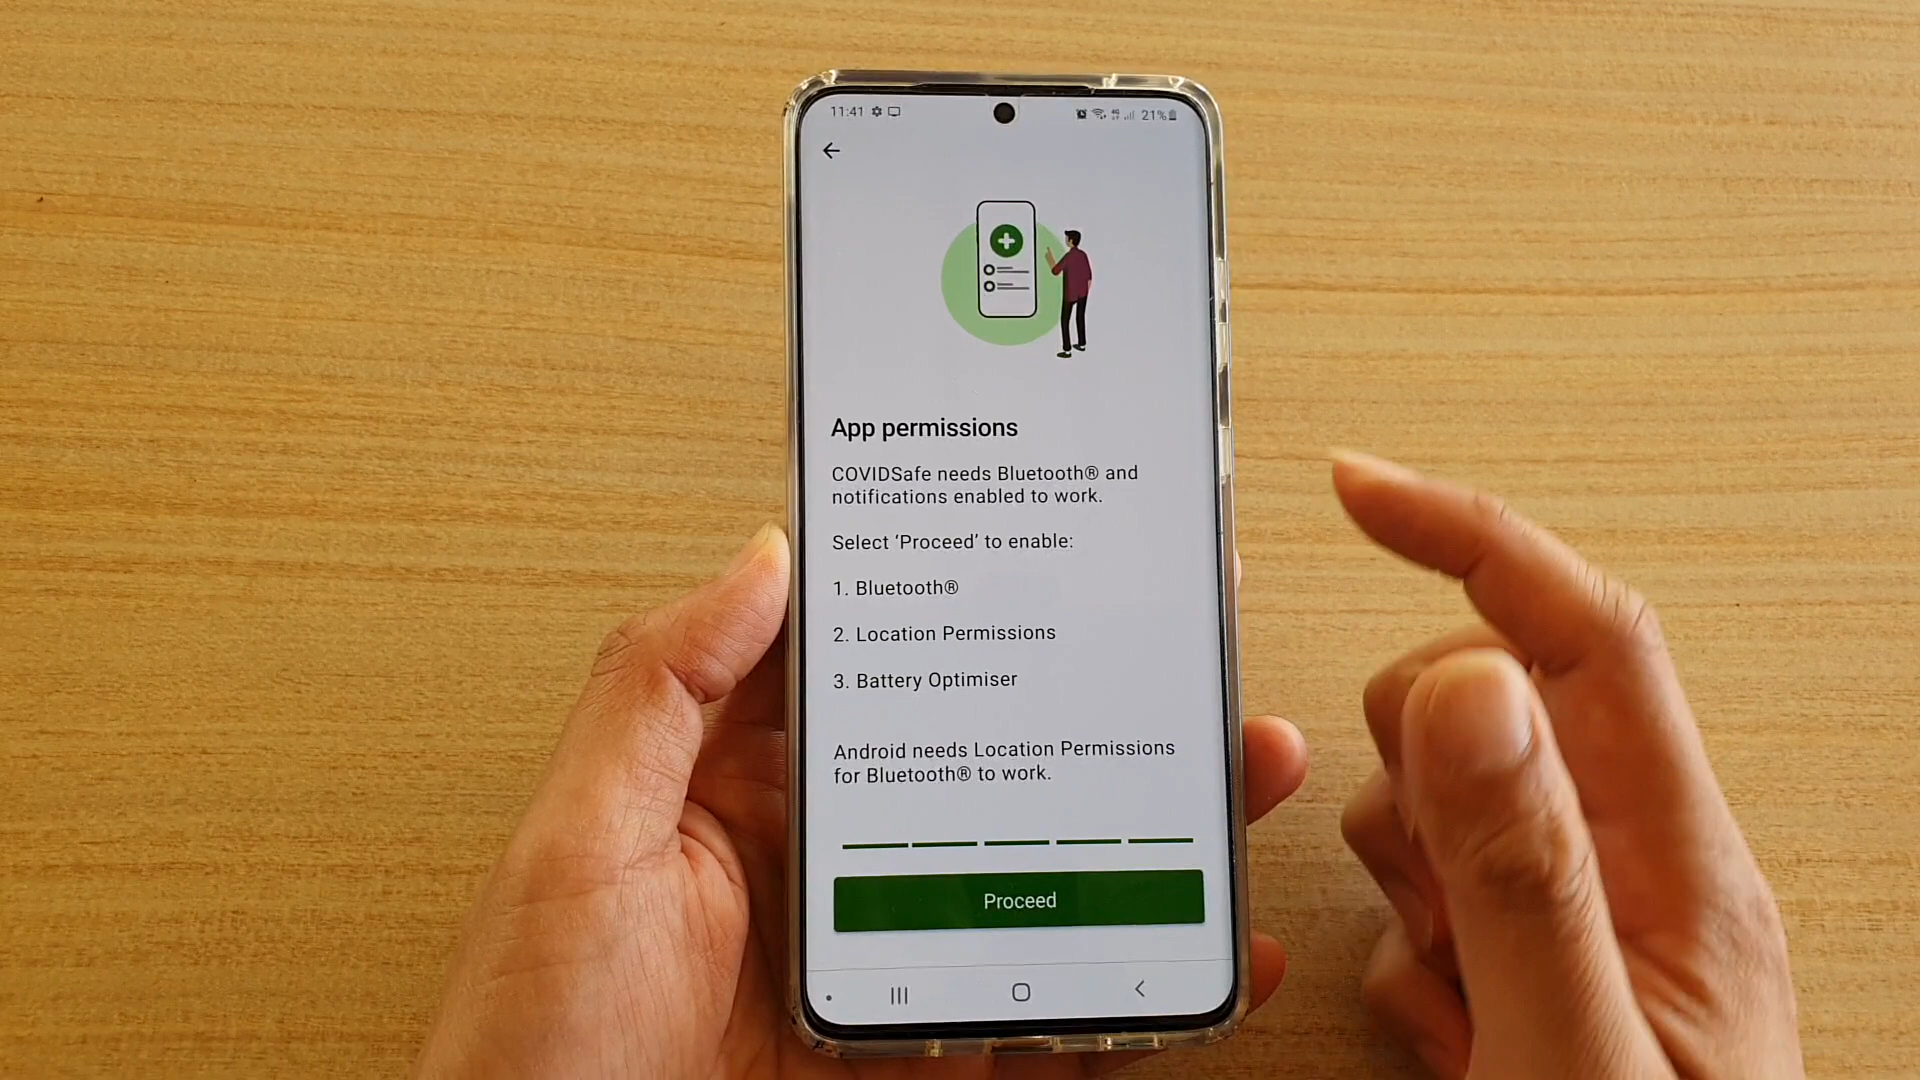 11:41 21%
App permissions
COVIDSafe needs Bluetooth® and
notifications enabled to work.
Select ‘Proceed’ to enable:
1. Bluetooth®
2. Location Permissions
3. Battery Optimiser
Android needs Location Permissions
for Bluetooth® to work.
Proceed